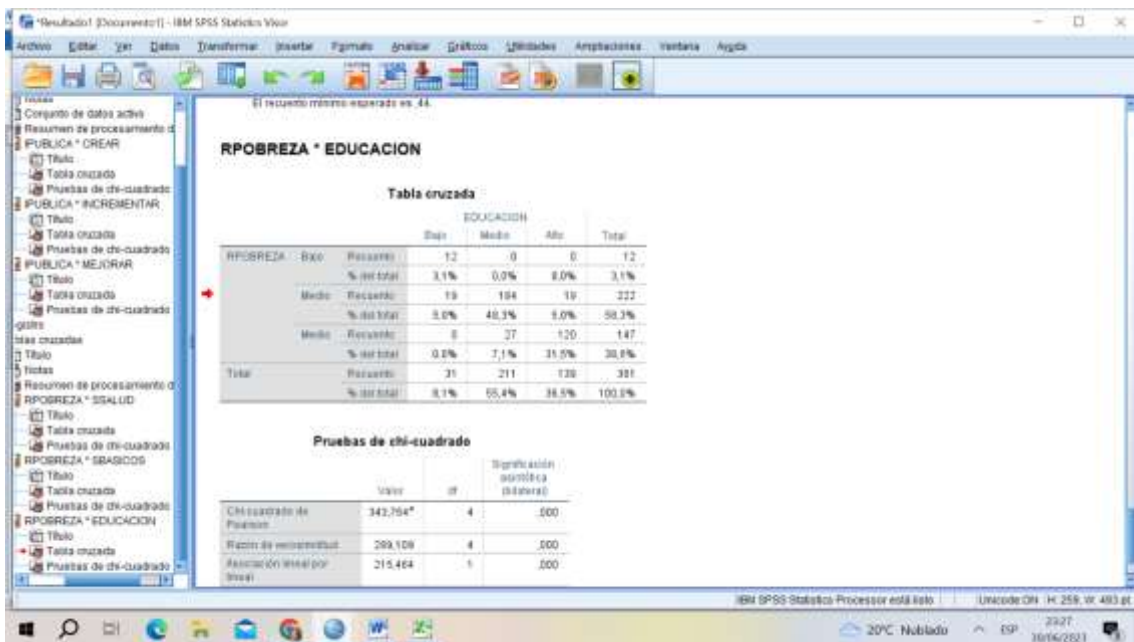 *Resultado1 [Documento1] - IBM SPSS Statistics Visor
Archivo Editar Ver Datos Transformar Insertar Formato Analizar Gráficos Utilidades Ampliaciones Ventana Ayuda
Conjunto de datos activo
Resumen de procesamiento d
IPUBLICA * CREAR
Título
Tabla cruzada
Pruebas de chi-cuadrado
IPUBLICA * INCREMENTAR
Título
Tabla cruzada
Pruebas de chi-cuadrado
IPUBLICA * MEJORAR
Título
Tabla cruzada
Pruebas de chi-cuadrado
Título
Notas
Resumen de procesamiento d
RPOBREZA * SSALUD
Título
Tabla cruzada
Pruebas de chi-cuadrado
RPOBREZA * SBASICOS
Título
Tabla cruzada
Pruebas de chi-cuadrado
RPOBREZA * EDUCACION
Título
Tabla cruzada
Pruebas de chi-cuadrado
El recuento mínimo esperado es ,44.
RPOBREZA * EDUCACION
Tabla cruzada
EDUCACION
Bajo Medio Alto Total
RPOBREZA Bajo Recuento 12 0 0 12
% del total 3,1% 0,0% 0,0% 3,1%
Medio Recuento 19 184 19 222
% del total 5,0% 48,3% 5,0% 58,3%
Medio Recuento 0 27 120 147
% del total 0,0% 7,1% 31,5% 38,6%
Total Recuento 31 211 139 381
% del total 8,1% 55,4% 36,5% 100,0%
Pruebas de chi-cuadrado
Valor df Significación asintótica (bilateral)
Chi-cuadrado de Pearson 4 ,000
Razón de verosimilitud 4 ,000
Asociación lineal por lineal 215,464 1 ,000
IBM SPSS Statistics Processor está listo Unicode:ON H: 259, W: 493 pt
20°C Nublado ESP 23:27